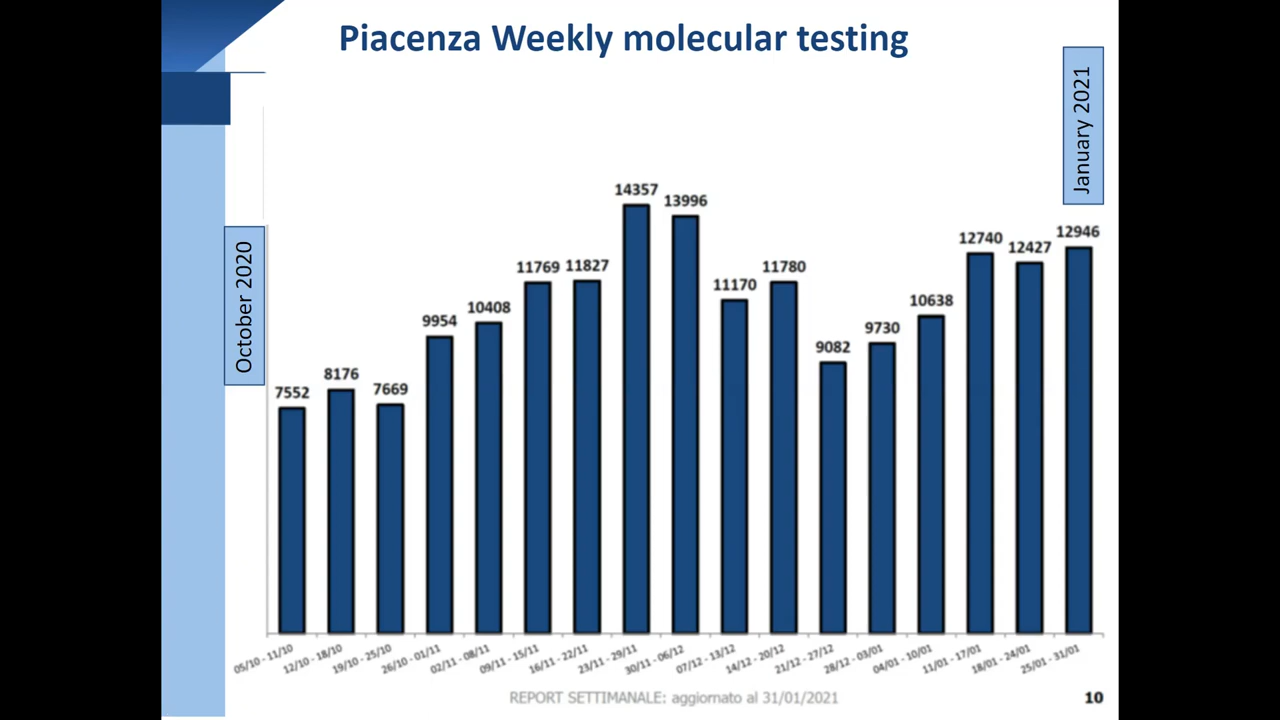 Piacenza Weekly molecular testing
January 2021
October 2020
7552
8176
7669
9954
10408
11769
11827
14357
13996
11170
11780
9082
9730
10638
12740
12427
12946
05/10 - 11/10
12/10 - 18/10
19/10 - 25/10
26/10 - 01/11
02/11 - 08/11
09/11 - 15/11
16/11 - 22/11
23/11 - 29/11
30/11 - 06/12
07/12 - 13/12
14/12 - 20/12
21/12 - 27/12
28/12 - 03/01
04/01 - 10/01
11/01 - 17/01
18/01 - 24/01
25/01 - 31/01
REPORT SETTIMANALE: aggiornato al 31/01/2021
10